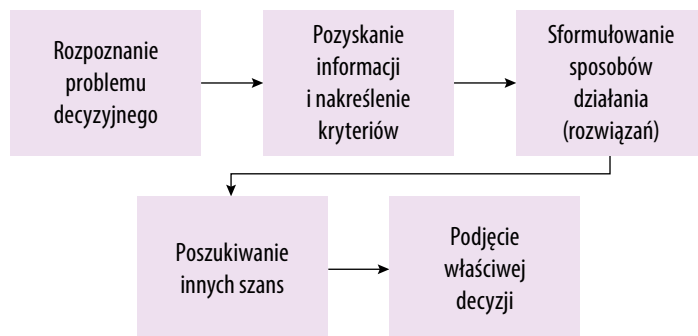 Rozpoznanie
problemu
decyzyjnego
Pozyskanie
informacji
i nakreślenie
kryteriów
Sformułowanie
sposobów
działania
(rozwiązań)
Poszukiwanie
innych szans
Podjęcie
właściwej
decyzji